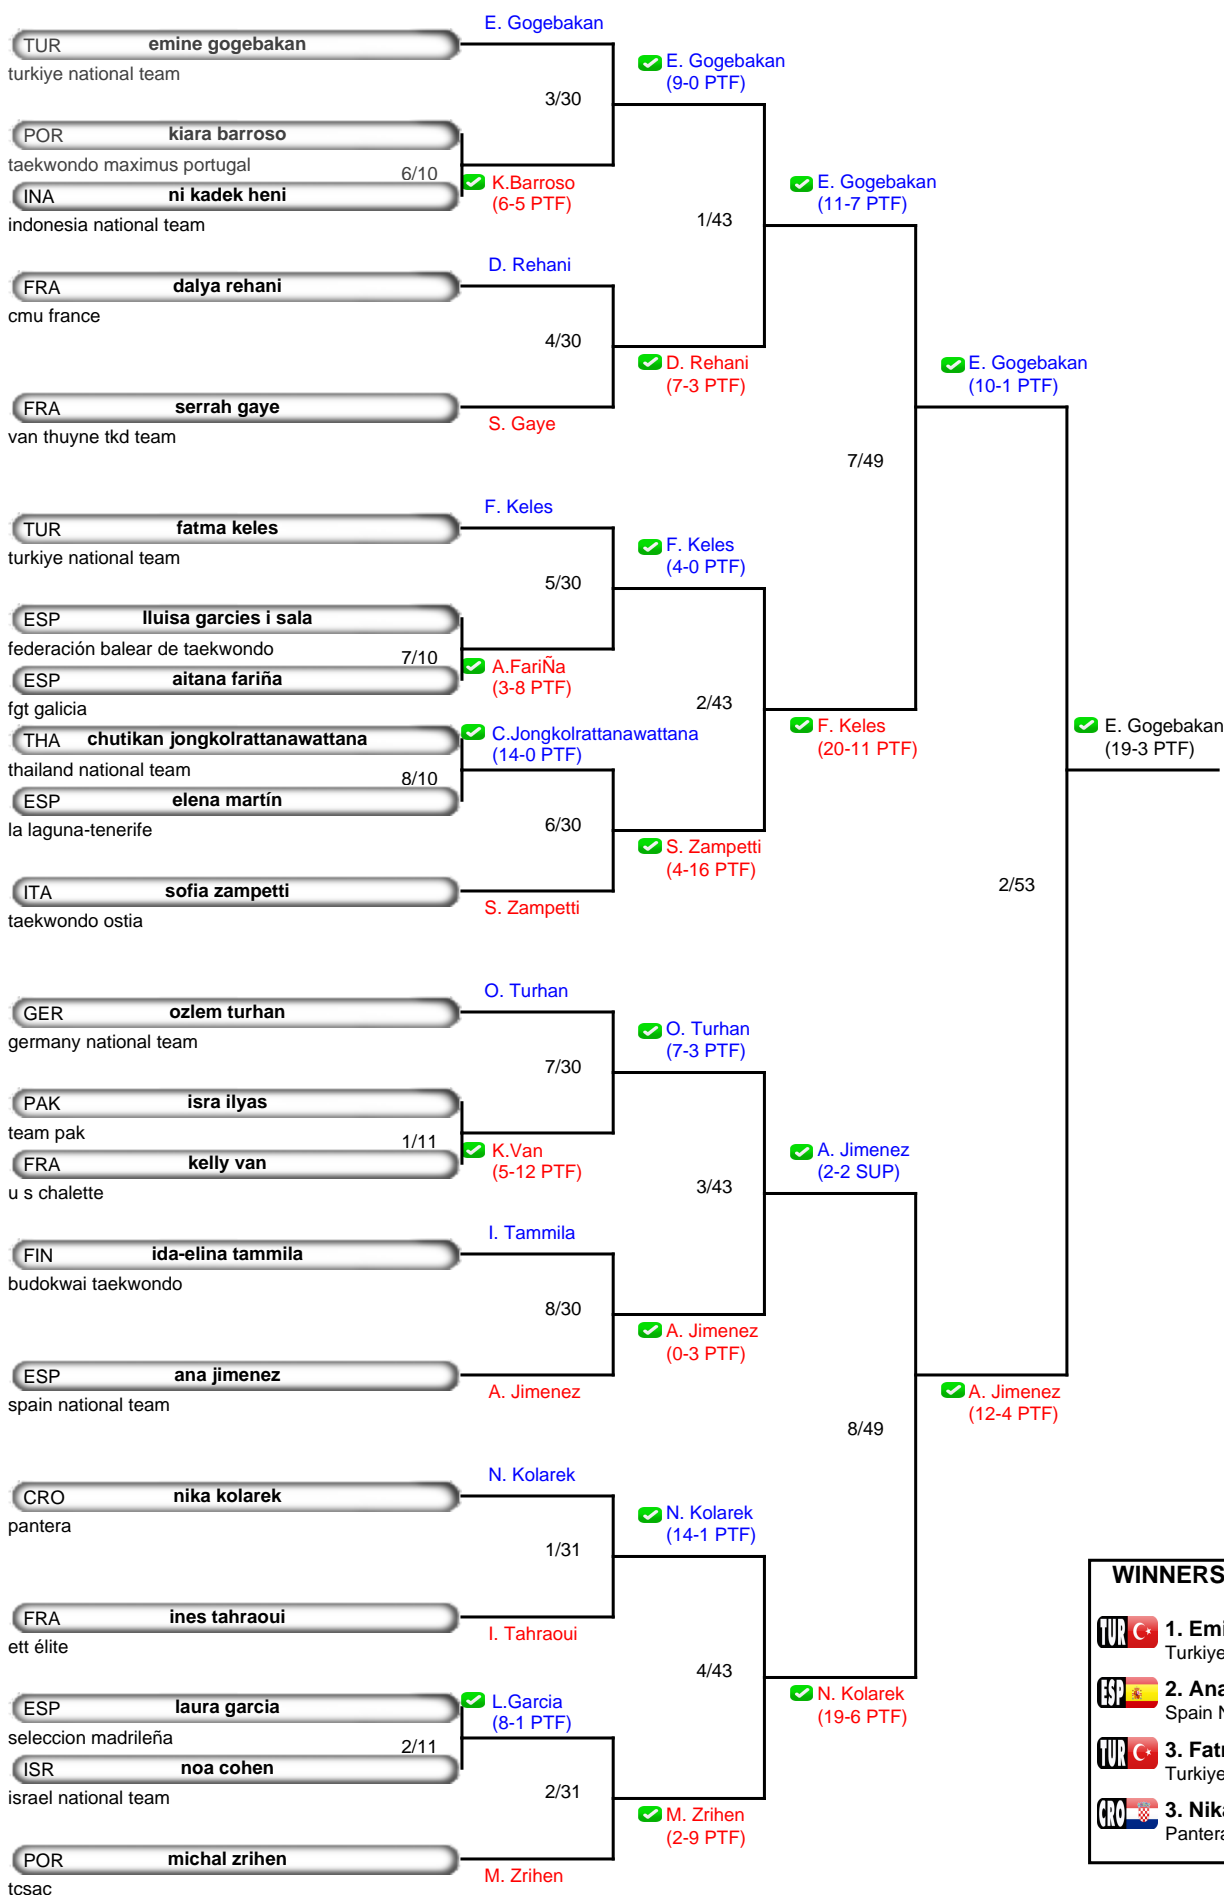 E. Gogebakan
TUR emine gogebakan
turkiye national team
E. Gogebakan
(9-0 PTF)
3/30
POR kiara barroso
taekwondo maximus portugal
6/10
K.Barroso
(6-5 PTF)
INA ni kadek heni
indonesia national team
E. Gogebakan
(11-7 PTF)
1/43
D. Rehani
FRA dalya rehani
cmu france
4/30
D. Rehani
(7-3 PTF)
E. Gogebakan
(10-1 PTF)
FRA serrah gaye
van thuyne tkd team
S. Gaye
7/49
F. Keles
TUR fatma keles
turkiye national team
F. Keles
(4-0 PTF)
5/30
ESP lluisa garcies i sala
federación balear de taekwondo
7/10
A.FariÑa
(3-8 PTF)
ESP aitana fariña
fgt galicia
2/43
F. Keles
(20-11 PTF)
E. Gogebakan
(19-3 PTF)
THA chutikan jongkolrattanawattana
C.Jongkolrattanawattana
(14-0 PTF)
thailand national team
8/10
ESP elena martín
la laguna-tenerife
6/30
S. Zampetti
(4-16 PTF)
ITA sofia zampetti
taekwondo ostia
S. Zampetti
2/53
O. Turhan
GER ozlem turhan
germany national team
O. Turhan
(7-3 PTF)
7/30
PAK isra ilyas
team pak
1/11
K.Van
(5-12 PTF)
FRA kelly van
u s chalette
A. Jimenez
(2-2 SUP)
3/43
I. Tammila
FIN ida-elina tammila
budokwai taekwondo
8/30
A. Jimenez
(0-3 PTF)
ESP ana jimenez
spain national team
A. Jimenez
A. Jimenez
(12-4 PTF)
8/49
N. Kolarek
CRO nika kolarek
pantera
N. Kolarek
(14-1 PTF)
1/31
FRA ines tahraoui
ett élite
I. Tahraoui
4/43
N. Kolarek
(19-6 PTF)
ESP laura garcia
L.Garcia
(8-1 PTF)
seleccion madrileña
2/11
ISR noa cohen
israel national team
2/31
M. Zrihen
(2-9 PTF)
POR michal zrihen
tcsac
M. Zrihen
WINNERS
TUR 1. Emi
Turkiye
ESP 2. Ana
Spain N
TUR 3. Fatr
Turkiye
CRO 3. Nika
Pantera